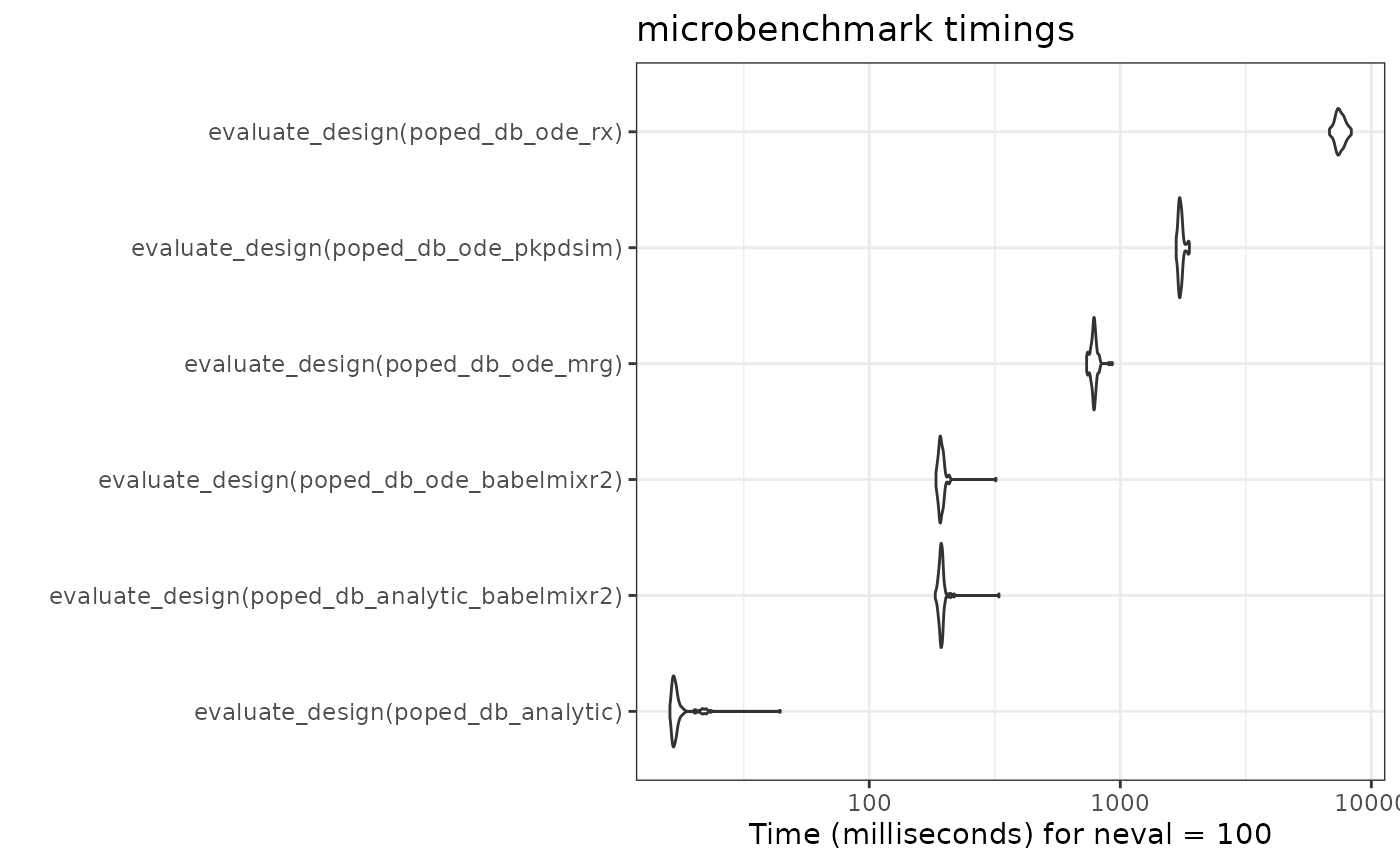 microbenchmark timings
evaluate_design(poped_db_ode_rx)
evaluate_design(poped_db_ode_pkpdsim)
evaluate_design(poped_db_ode_mrg)
evaluate_design(poped_db_ode_babelmixr2)
evaluate_design(poped_db_analytic_babelmixr2)
evaluate_design(poped_db_analytic)
100 1000 10000
Time (milliseconds) for neval = 100